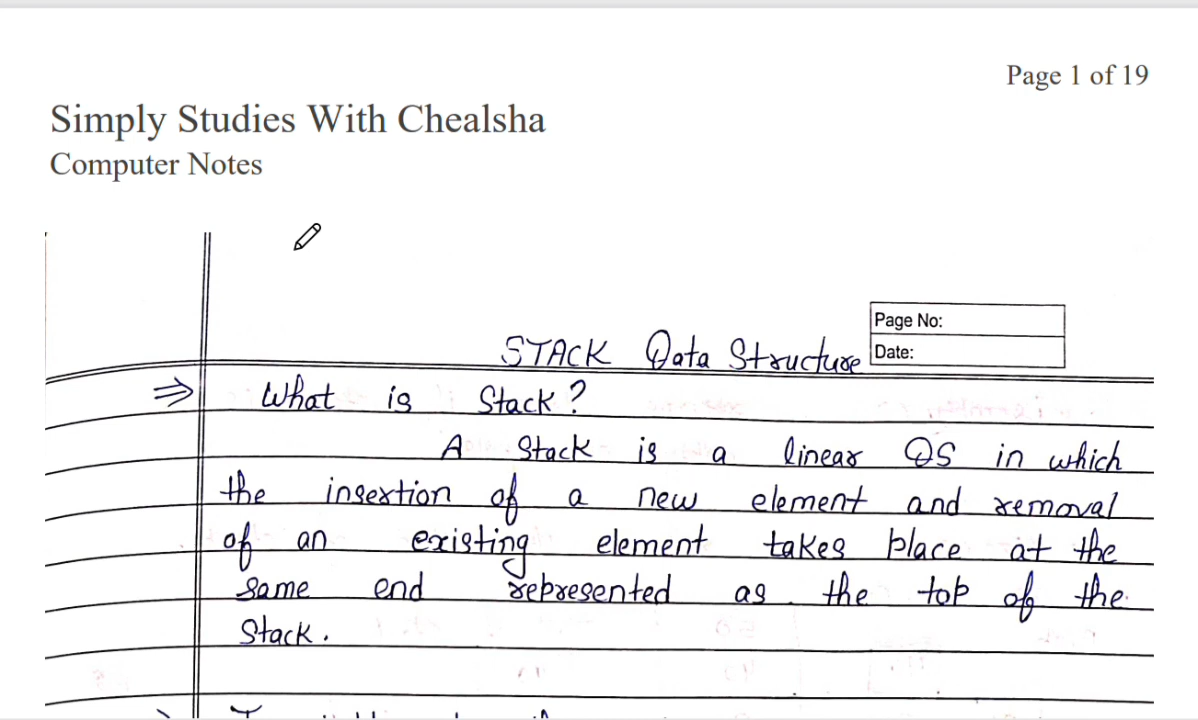 Page 1 of 19
Simply Studies With Chealsha
Computer Notes
Page No:
Date:
STACK Data Structure
⇒ What is Stack?
A Stack is a linear DS in which
the insertion of a new element and removal
of an existing element takes place at the
same end represented as the top of the
Stack.